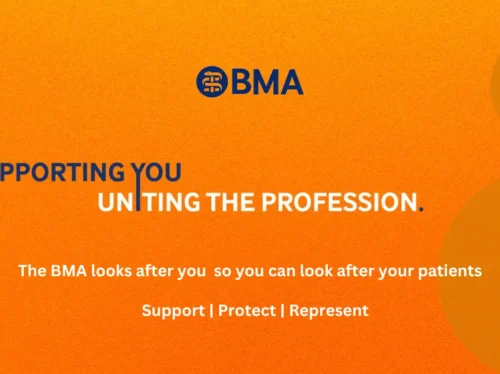 BMA
PPORTING YOU
UNITING THE PROFESSION.
The BMA looks after you so you can look after your patients
Support | Protect | Represent